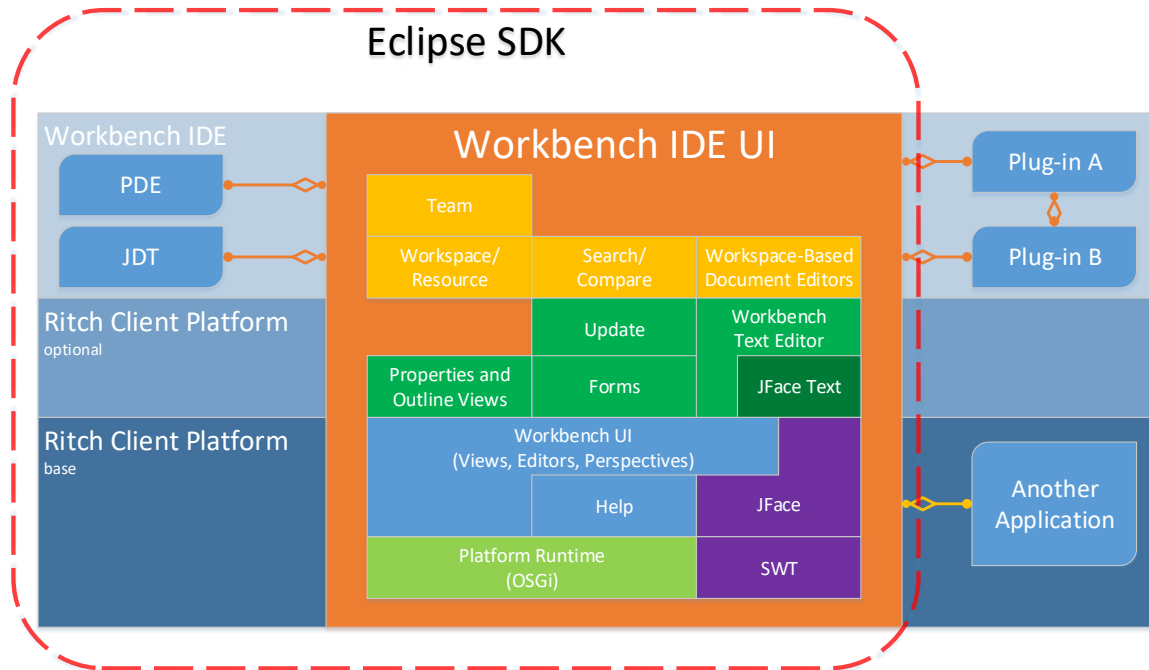 Eclipse SDK
Workbench IDE
Workbench IDE UI
PDE
Plug-in A
Team
JDT
Workspace/
Resource
Search/
Compare
Workspace-Based
Document Editors
Plug-in B
Ritch Client Platform
optional
Update
Workbench
Text Editor
Properties and
Outline Views
Forms
JFace Text
Ritch Client Platform
base
Workbench UI
(Views, Editors, Perspectives)
Help
JFace
Another
Application
Platform Runtime
(OSGi)
SWT